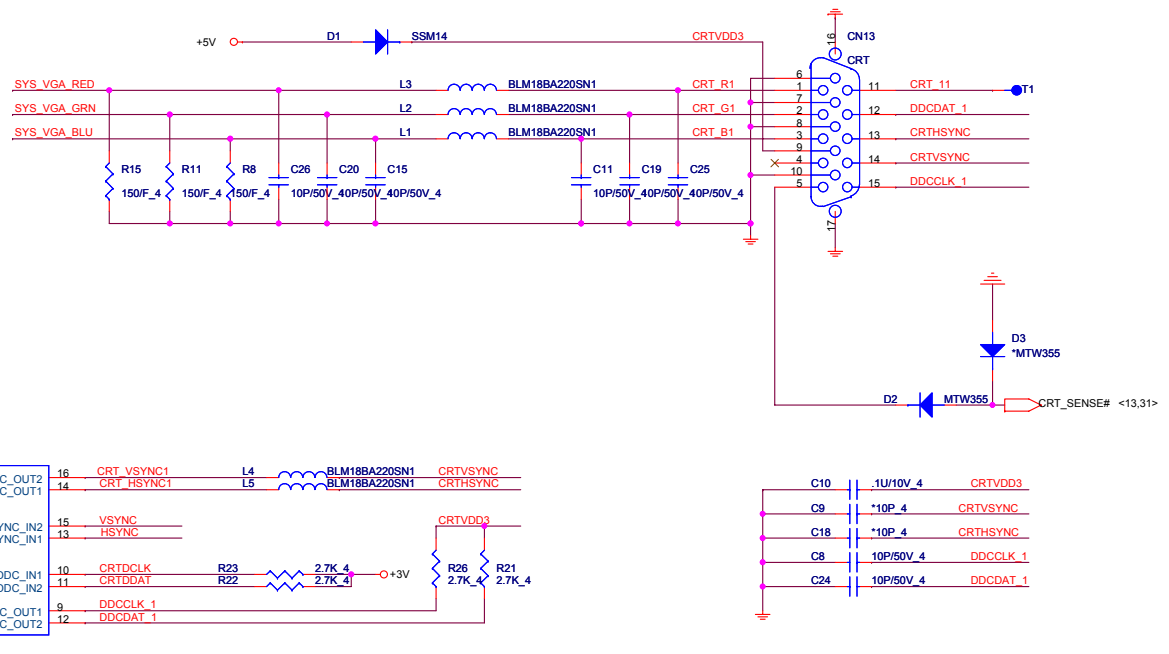 CN13
CRT
16
+5V
D1
SSM14
CRTVDD3
SYS_VGA_RED
L3
BLM18BA220SN1
CRT_R1
SYS_VGA_GRN
L2
BLM18BA220SN1
CRT_G1
SYS_VGA_BLU
L1
BLM18BA220SN1
CRT_B1
6
1
7
2
8
3
9
4
10
5
11
CRT_11
T1
12
DDCDAT_1
13
CRTHSYNC
14
CRTVSYNC
15
DDCCLK_1
17
R15
150/F_4
R11
150/F_4
R8
150/F_4
C26
10P/50V_4
C20
0P/50V_4
C15
0P/50V_4
C11
10P/50V_4
C19
0P/50V_4
C25
0P/50V_4
D3
*MTW355
D2
MTW355
CRT_SENSE# <13,31>
C_OUT2
16
CRT_VSYNC1
L4
BLM18BA220SN1
CRTVSYNC
C_OUT1
14
CRT_HSYNC1
L5
BLM18BA220SN1
CRTHSYNC
YNC_IN2
15
VSYNC
YNC_IN1
13
HSYNC
CRTVDD3
DDC_IN1
10
CRTDCLK
R23
2.7K_4
+3V
DDC_IN2
11
CRTDDAT
R22
2.7K_4
R26
2.7K_4
R21
2.7K_4
C_OUT1
9
DDCCLK_1
C_OUT2
12
DDCDAT_1
C10
.1U/10V_4
CRTVDD3
C9
*10P_4
CRTVSYNC
C18
*10P_4
CRTHSYNC
C8
10P/50V_4
DDCCLK_1
C24
10P/50V_4
DDCDAT_1